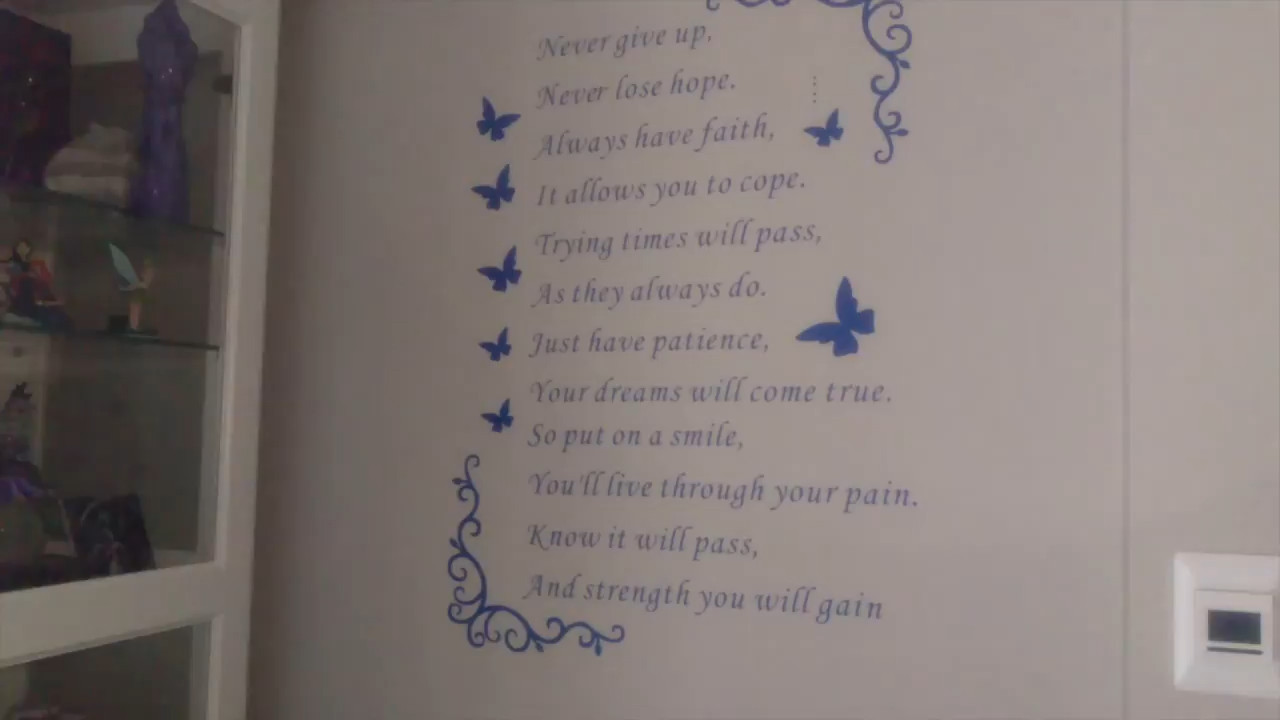 Never give up,
Never lose hope.
Always have faith,
It allows you to cope.
Trying times will pass,
As they always do.
Just have patience,
Your dreams will come true.
So put on a smile,
You'll live through your pain.
Know it will pass,
And strength you will gain